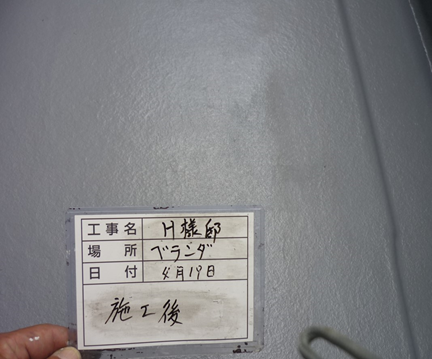 工事名 H様邸
場所 ベランダ
日付 4月19日
施工後